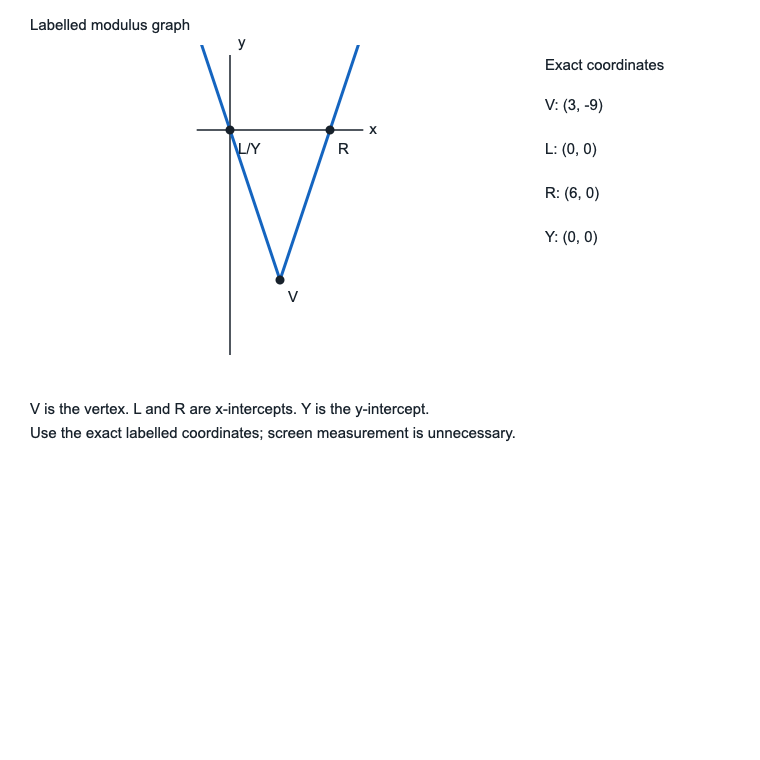 Labelled modulus graph
y
x
L/Y
R
V
Exact coordinates
V: (3, -9)
L: (0, 0)
R: (6, 0)
Y: (0, 0)
V is the vertex. L and R are x-intercepts. Y is the y-intercept.
Use the exact labelled coordinates; screen measurement is unnecessary.